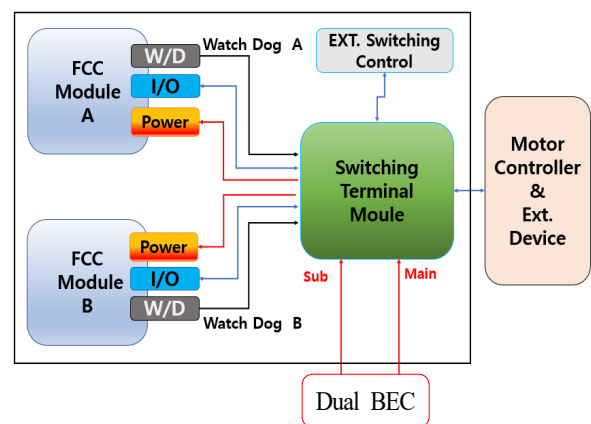 FCC
Module
A
W/D
I/O
Power
Watch Dog A
EXT. Switching
Control
Switching
Terminal
Moule
Motor
Controller
&
Ext.
Device
FCC
Module
B
Power
I/O
W/D
Watch Dog B
Sub
Main
Dual BEC